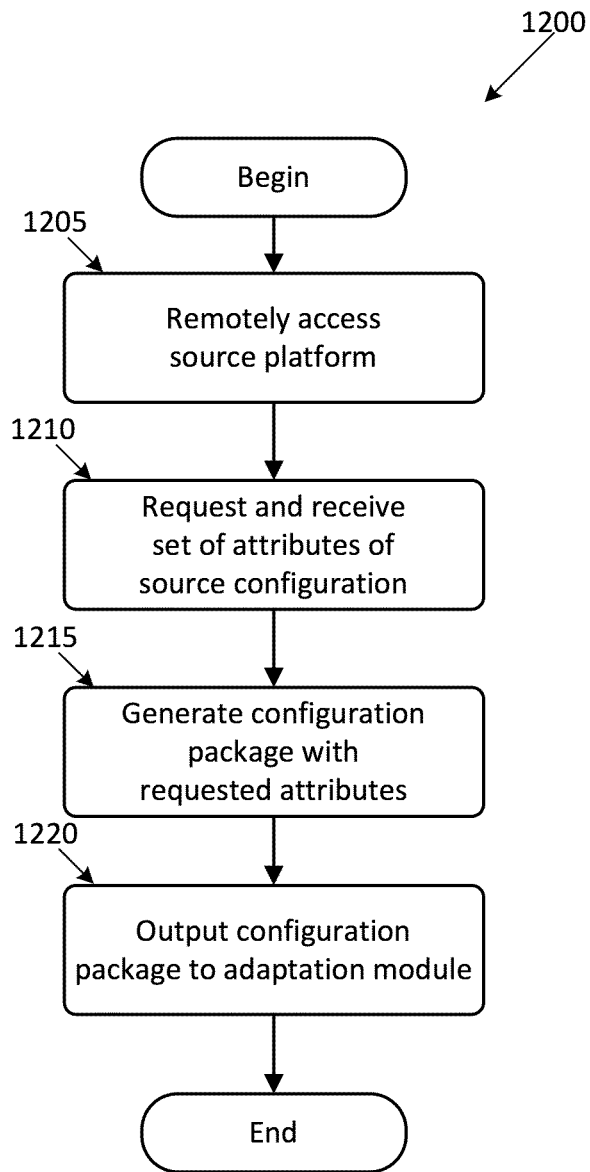 1200
Begin
1205
Remotely access
source platform
1210
Request and receive
set of attributes of
source configuration
1215
Generate configuration
package with
requested attributes
1220
Output configuration
package to adaptation module
End